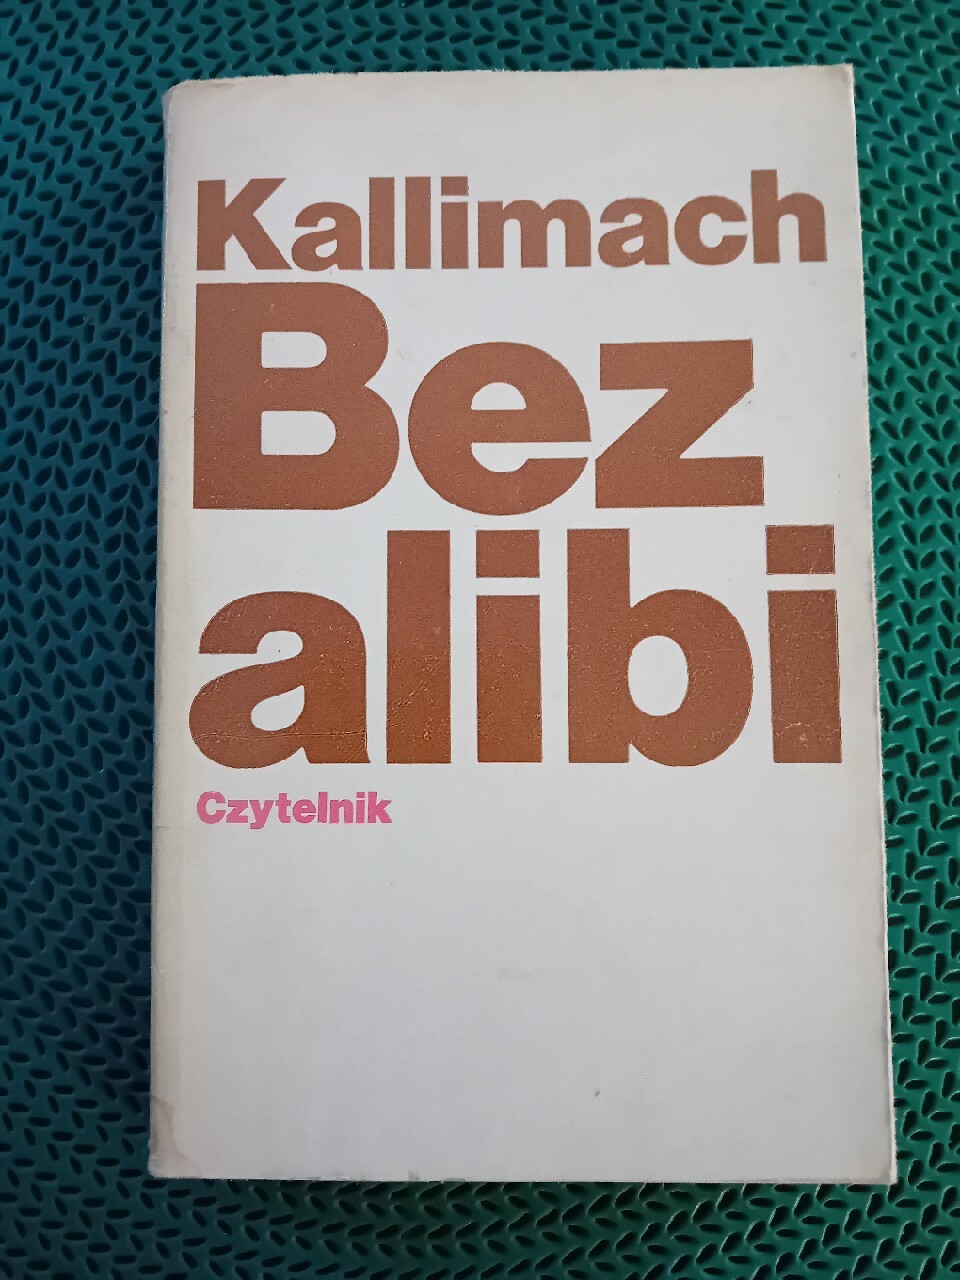 Kallimach
Bez
alibi
Czytelnik